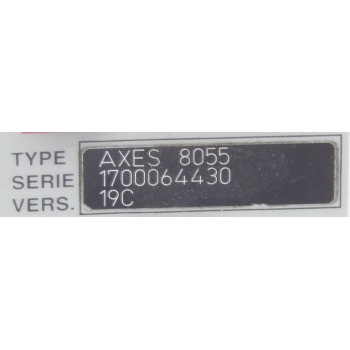 TYPE AXES 8055
SERIE 1700064430
VERS. 19C